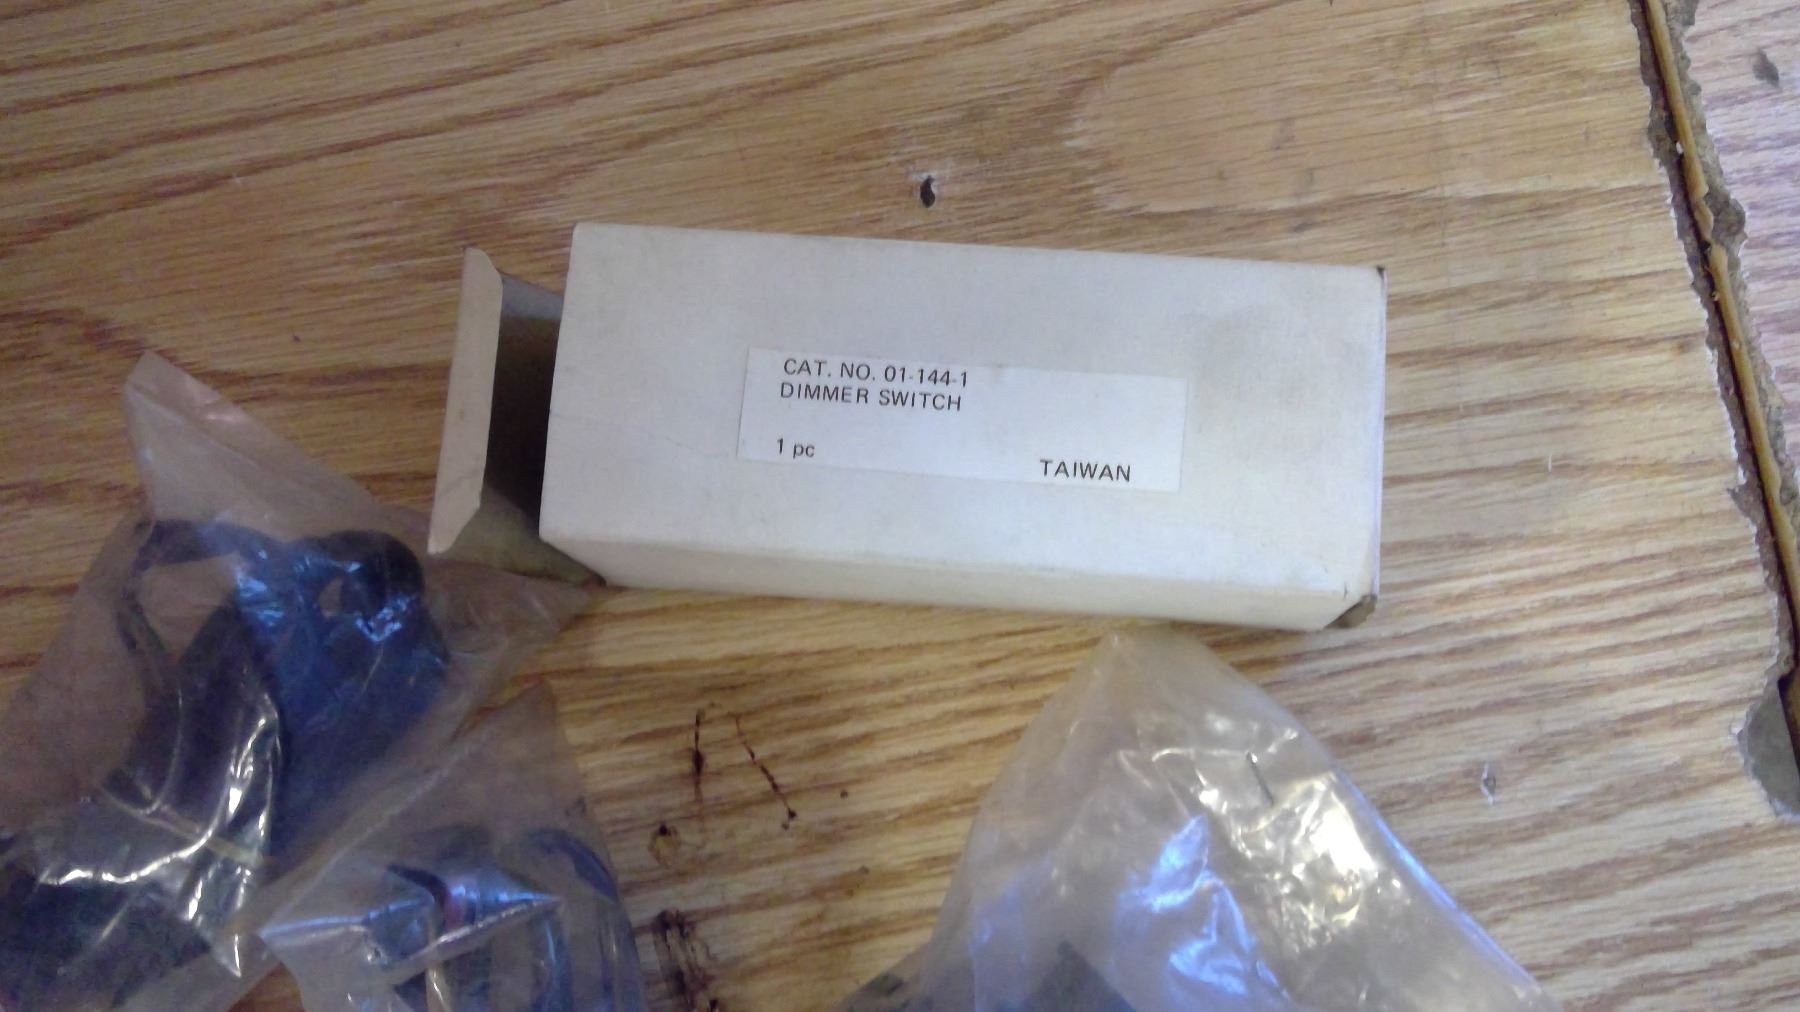 CAT. NO. 01-144-1
DIMMER SWITCH
1 pc
TAIWAN